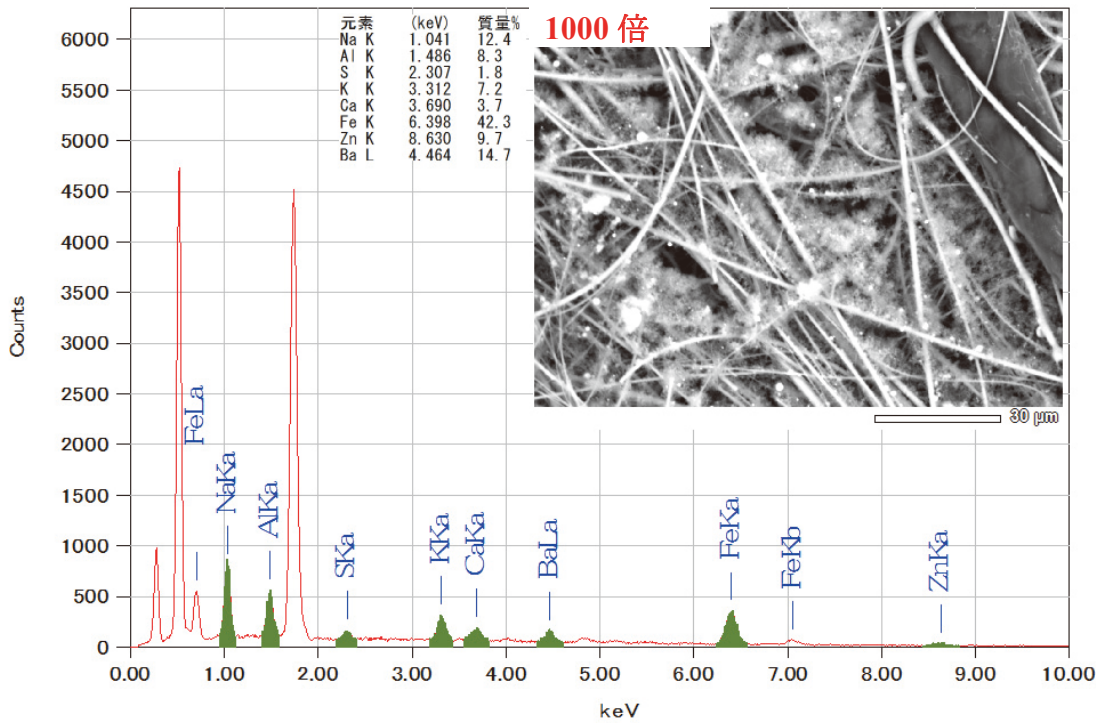 元素 (keV) 質量%
Na K 1.041 12.4
Al K 1.486 8.3
S K 2.307 1.8
K K 3.312 7.2
Ca K 3.690 3.7
Fe K 6.398 42.3
Zn K 8.630 9.7
Ba L 4.464 14.7
1000 倍
30 μm
6000
5500
5000
4500
4000
3500
3000
2500
2000
1500
1000
500
0
Counts
FeLa
NaKa
AlKa
SKa
KKa
CaKa
BaLa
FeKa
FeKb
ZnKa
0.00 1.00 2.00 3.00 4.00 5.00 6.00 7.00 8.00 9.00 10.00
keV